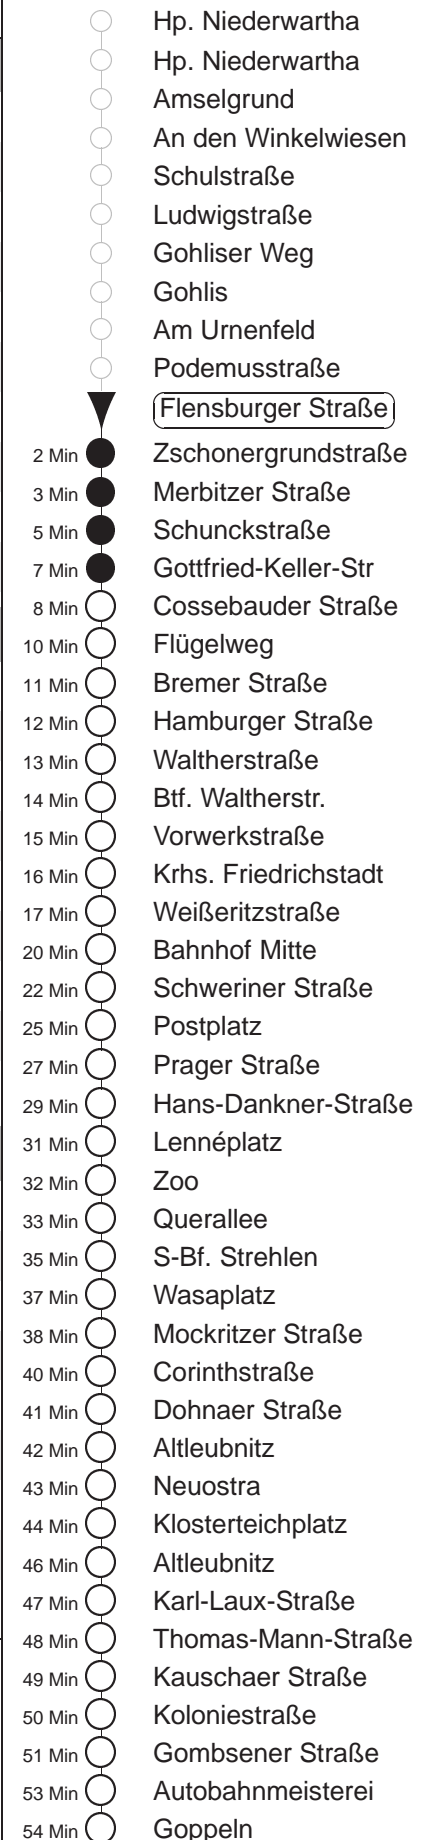 Hp. Niederwartha
Hp. Niederwartha
Amselgrund
An den Winkelwiesen
Schulstraße
Ludwigstraße
Gohliser Weg
Gohlis
Am Urnenfeld
Podemusstraße
Flensburger Straße
2 Min Zschonergrundstraße
3 Min Merbitzer Straße
5 Min Schunckstraße
7 Min Gottfried-Keller-Str
8 Min Cossebauder Straße
10 Min Flügelweg
11 Min Bremer Straße
12 Min Hamburger Straße
13 Min Waltherstraße
14 Min Btf. Waltherstr.
15 Min Vorwerkstraße
16 Min Krhs. Friedrichstadt
17 Min Weißeritzstraße
20 Min Bahnhof Mitte
22 Min Schweriner Straße
25 Min Postplatz
27 Min Prager Straße
29 Min Hans-Dankner-Straße
31 Min Lennéplatz
32 Min Zoo
33 Min Querallee
35 Min S-Bf. Strehlen
37 Min Wasaplatz
38 Min Mockritzer Straße
40 Min Corinthstraße
41 Min Dohnaer Straße
42 Min Altleubnitz
43 Min Neuostra
44 Min Klosterteichplatz
46 Min Altleubnitz
47 Min Karl-Laux-Straße
48 Min Thomas-Mann-Straße
49 Min Kauschaer Straße
50 Min Koloniestraße
51 Min Gombsener Straße
53 Min Autobahnmeisterei
54 Min Goppeln